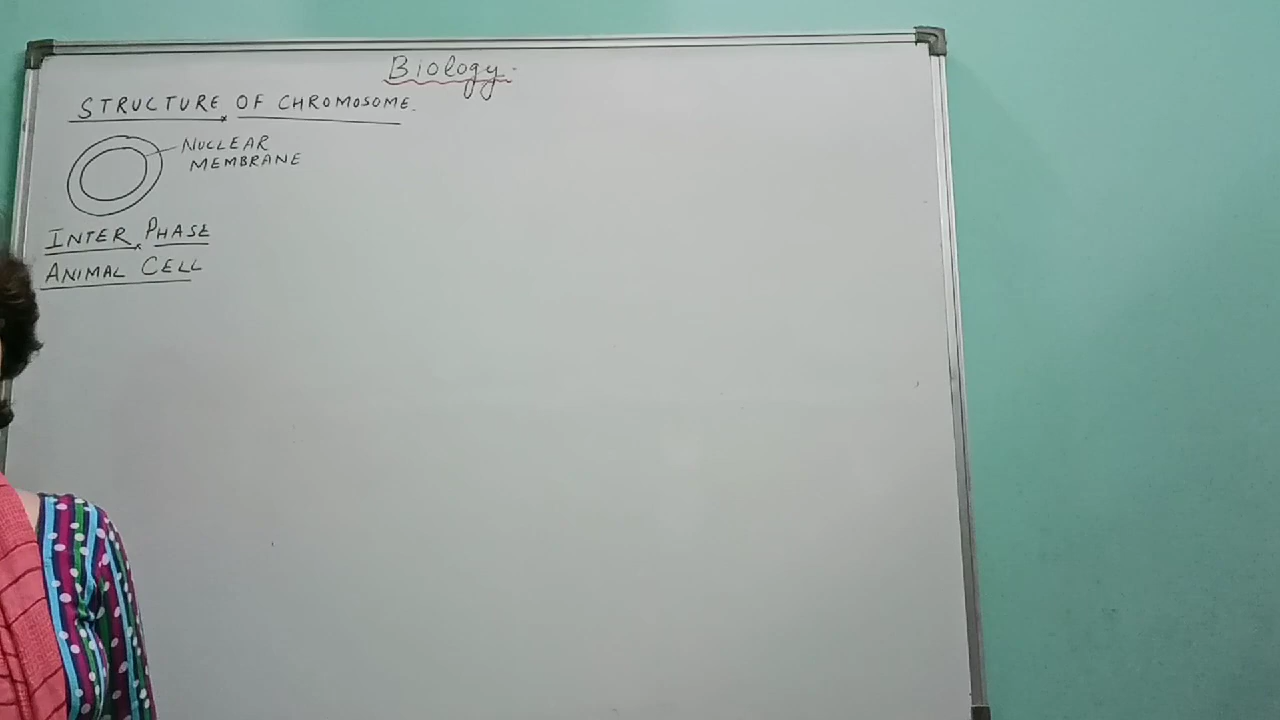 Biology.
STRUCTURE OF CHROMOSOME.
NUCLEAR
MEMBRANE
INTER PHASE
ANIMAL CELL